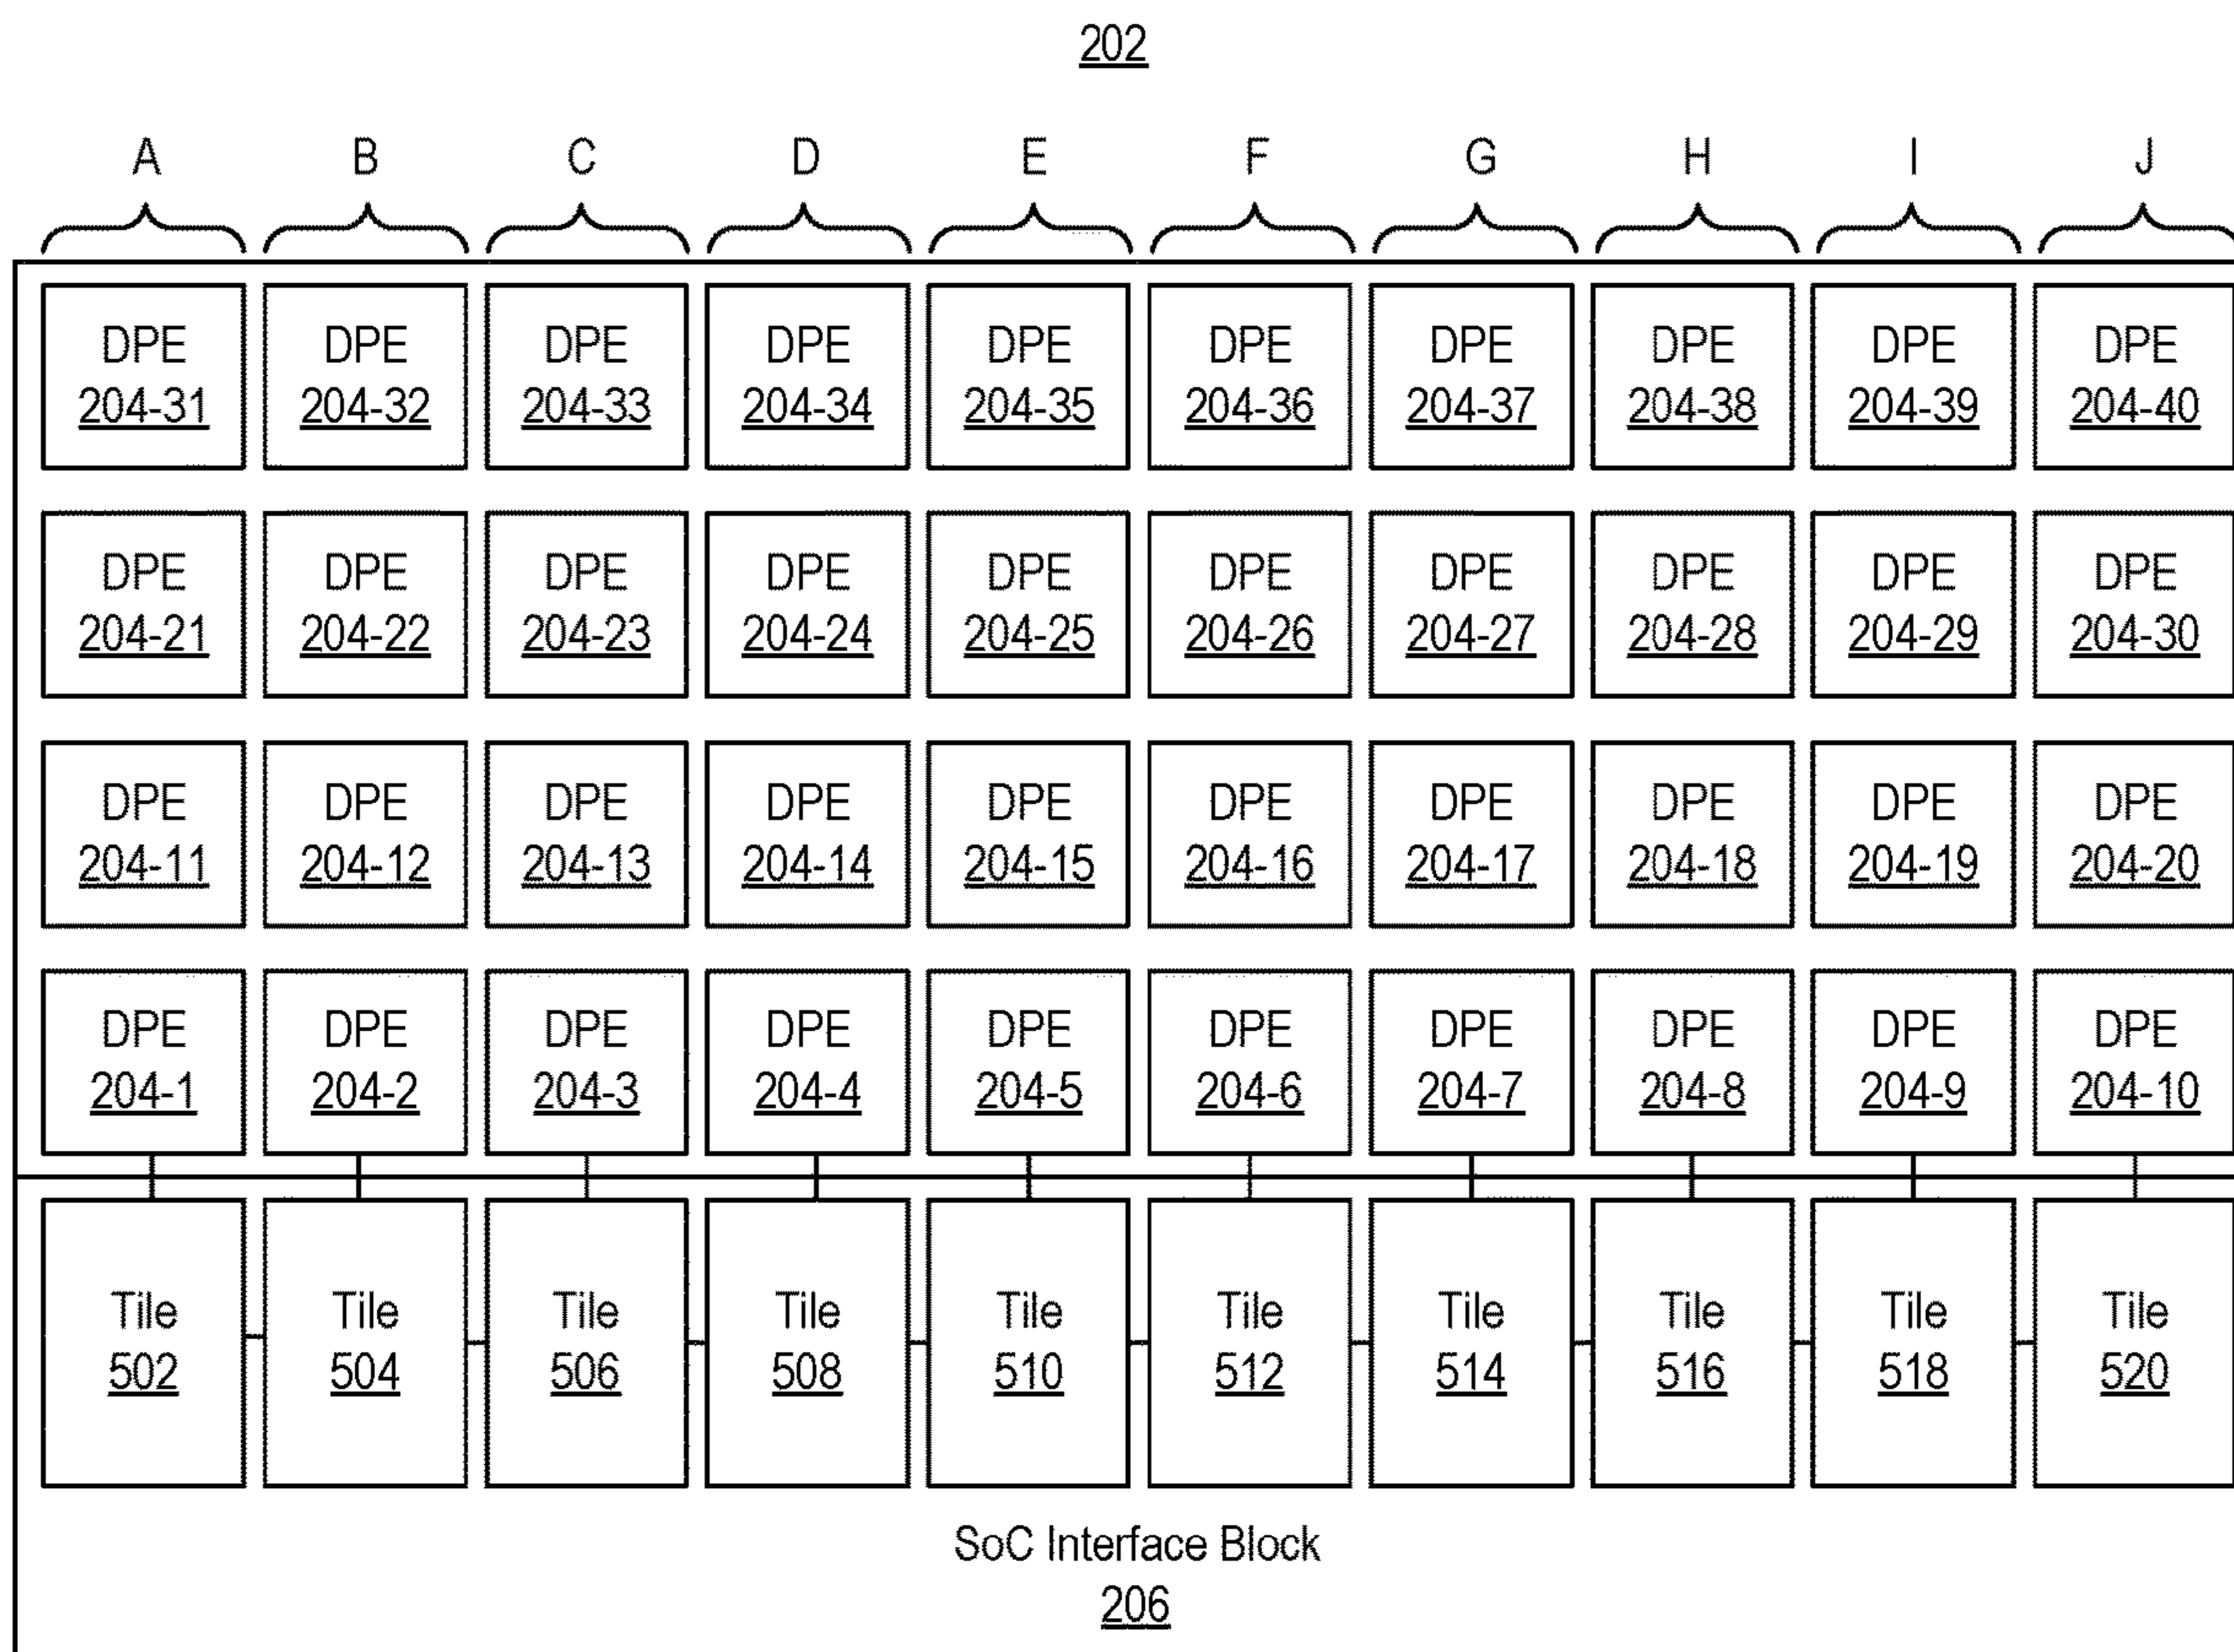 202
A B C D E F G H I J
DPE DPE DPE DPE DPE DPE DPE DPE DPE DPE
204-31 204-32 204-33 204-34 204-35 204-36 204-37 204-38 204-39 204-40
DPE DPE DPE DPE DPE DPE DPE DPE DPE DPE
204-21 204-22 204-23 204-24 204-25 204-26 204-27 204-28 204-29 204-30
DPE DPE DPE DPE DPE DPE DPE DPE DPE DPE
204-11 204-12 204-13 204-14 204-15 204-16 204-17 204-18 204-19 204-20
DPE DPE DPE DPE DPE DPE DPE DPE DPE DPE
204-1 204-2 204-3 204-4 204-5 204-6 204-7 204-8 204-9 204-10
Tile Tile Tile Tile Tile Tile Tile Tile Tile Tile
502 504 506 508 510 512 514 516 518 520
SoC Interface Block
206